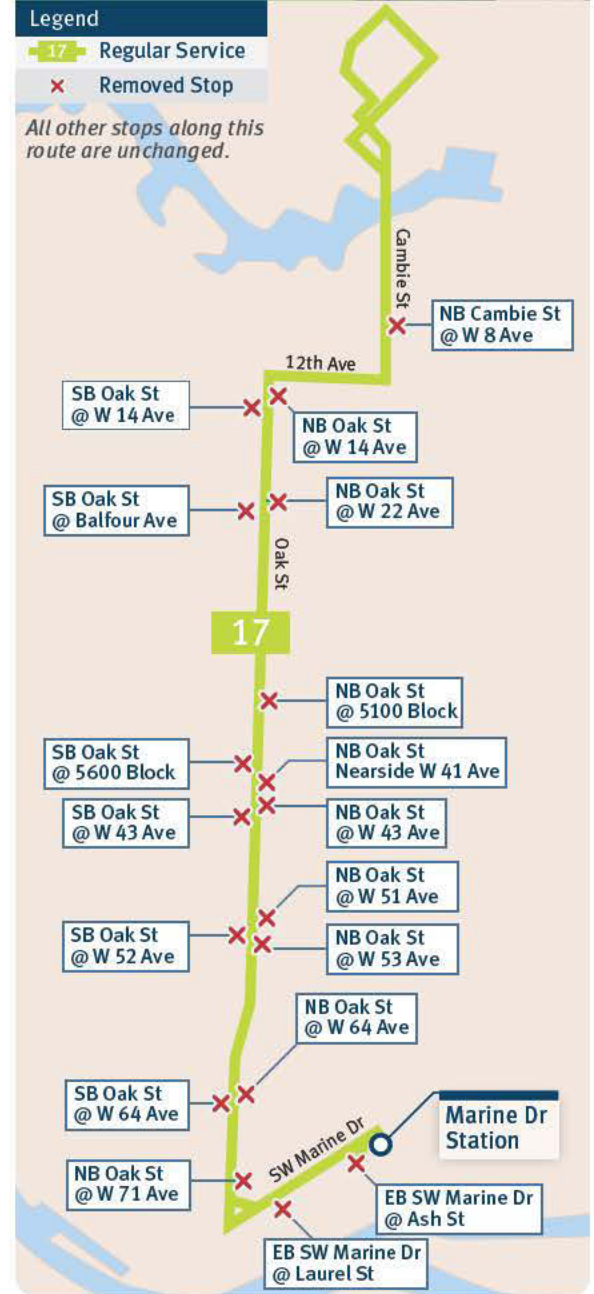 Legend
17 Regular Service
Removed Stop
All other stops along this
route are unchanged.
Cambie St
NB Cambie St
@ W 8 Ave
12th Ave
SB Oak St
@ W 14 Ave
NB Oak St
@ W 14 Ave
SB Oak St
@ Balfour Ave
NB Oak St
@ W 22 Ave
Oak St
17
NB Oak St
@ 5100 Block
SB Oak St
@ 5600 Block
NB Oak St
Nearside W 41 Ave
SB Oak St
@ W 43 Ave
NB Oak St
@ W 43 Ave
NB Oak St
@ W 51 Ave
SB Oak St
@ W 52 Ave
NB Oak St
@ W 53 Ave
NB Oak St
@ W 64 Ave
SB Oak St
@ W 64 Ave
SW Marine Dr
Marine Dr
Station
NB Oak St
@ W 71 Ave
EB SW Marine Dr
@ Ash St
EB SW Marine Dr
@ Laurel St